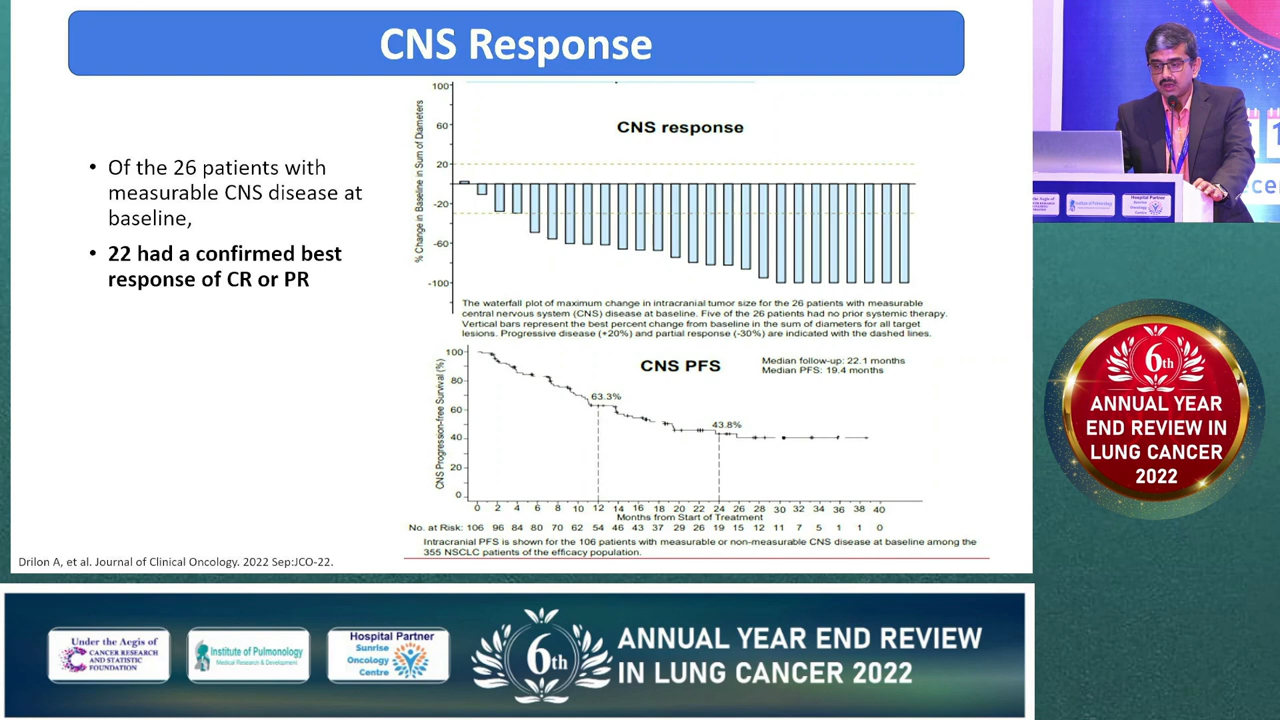 CNS Response
• Of the 26 patients with
measurable CNS disease at
baseline,
• 22 had a confirmed best
response of CR or PR
% Change in Baseline in Sum of Diameters
100
60
20
-20
-60
-100
CNS response
The waterfall plot of maximum change in intracranial tumor size for the 26 patients with measurable
central nervous system (CNS) disease at baseline. Five of the 26 patients had no prior systemic therapy.
Vertical bars represent the best percent change from baseline in the sum of diameters for all target
lesions. Progressive disease (+20%) and partial response (-30%) are indicated with the dashed lines.
CNS Progression-free Survival (%)
100
80
60
40
20
0
CNS PFS
Median follow-up: 22.1 months
Median PFS: 19.4 months
63.3%
43.8%
0 2 4 6 8 10 12 14 16 18 20 22 24 26 28 30 32 34 36 38 40
Months from Start of Treatment
No. at Risk: 106 96 84 80 70 62 54 46 43 37 29 22 19 15 12 11 7 5 1 1 0
Intracranial PFS is shown for the 106 patients with measurable or non-measurable CNS disease at baseline among the
355 NSCLC patients of the efficacy population.
Drilon A, et al. Journal of Clinical Oncology. 2022 Sep:JCO-22.
Institute of Pulmonology
Hospital Partner
Sunrise
Oncology
Centre
6th
ANNUAL YEAR
END REVIEW IN
LUNG CANCER
2022
Under the Aegis of
CANCER RESEARCH
AND STATISTIC
FOUNDATION
Institute of Pulmonology
Medical Research & Development
Hospital Partner
Sunrise
Oncology
Centre
6th
ANNUAL YEAR END REVIEW
IN LUNG CANCER 2022